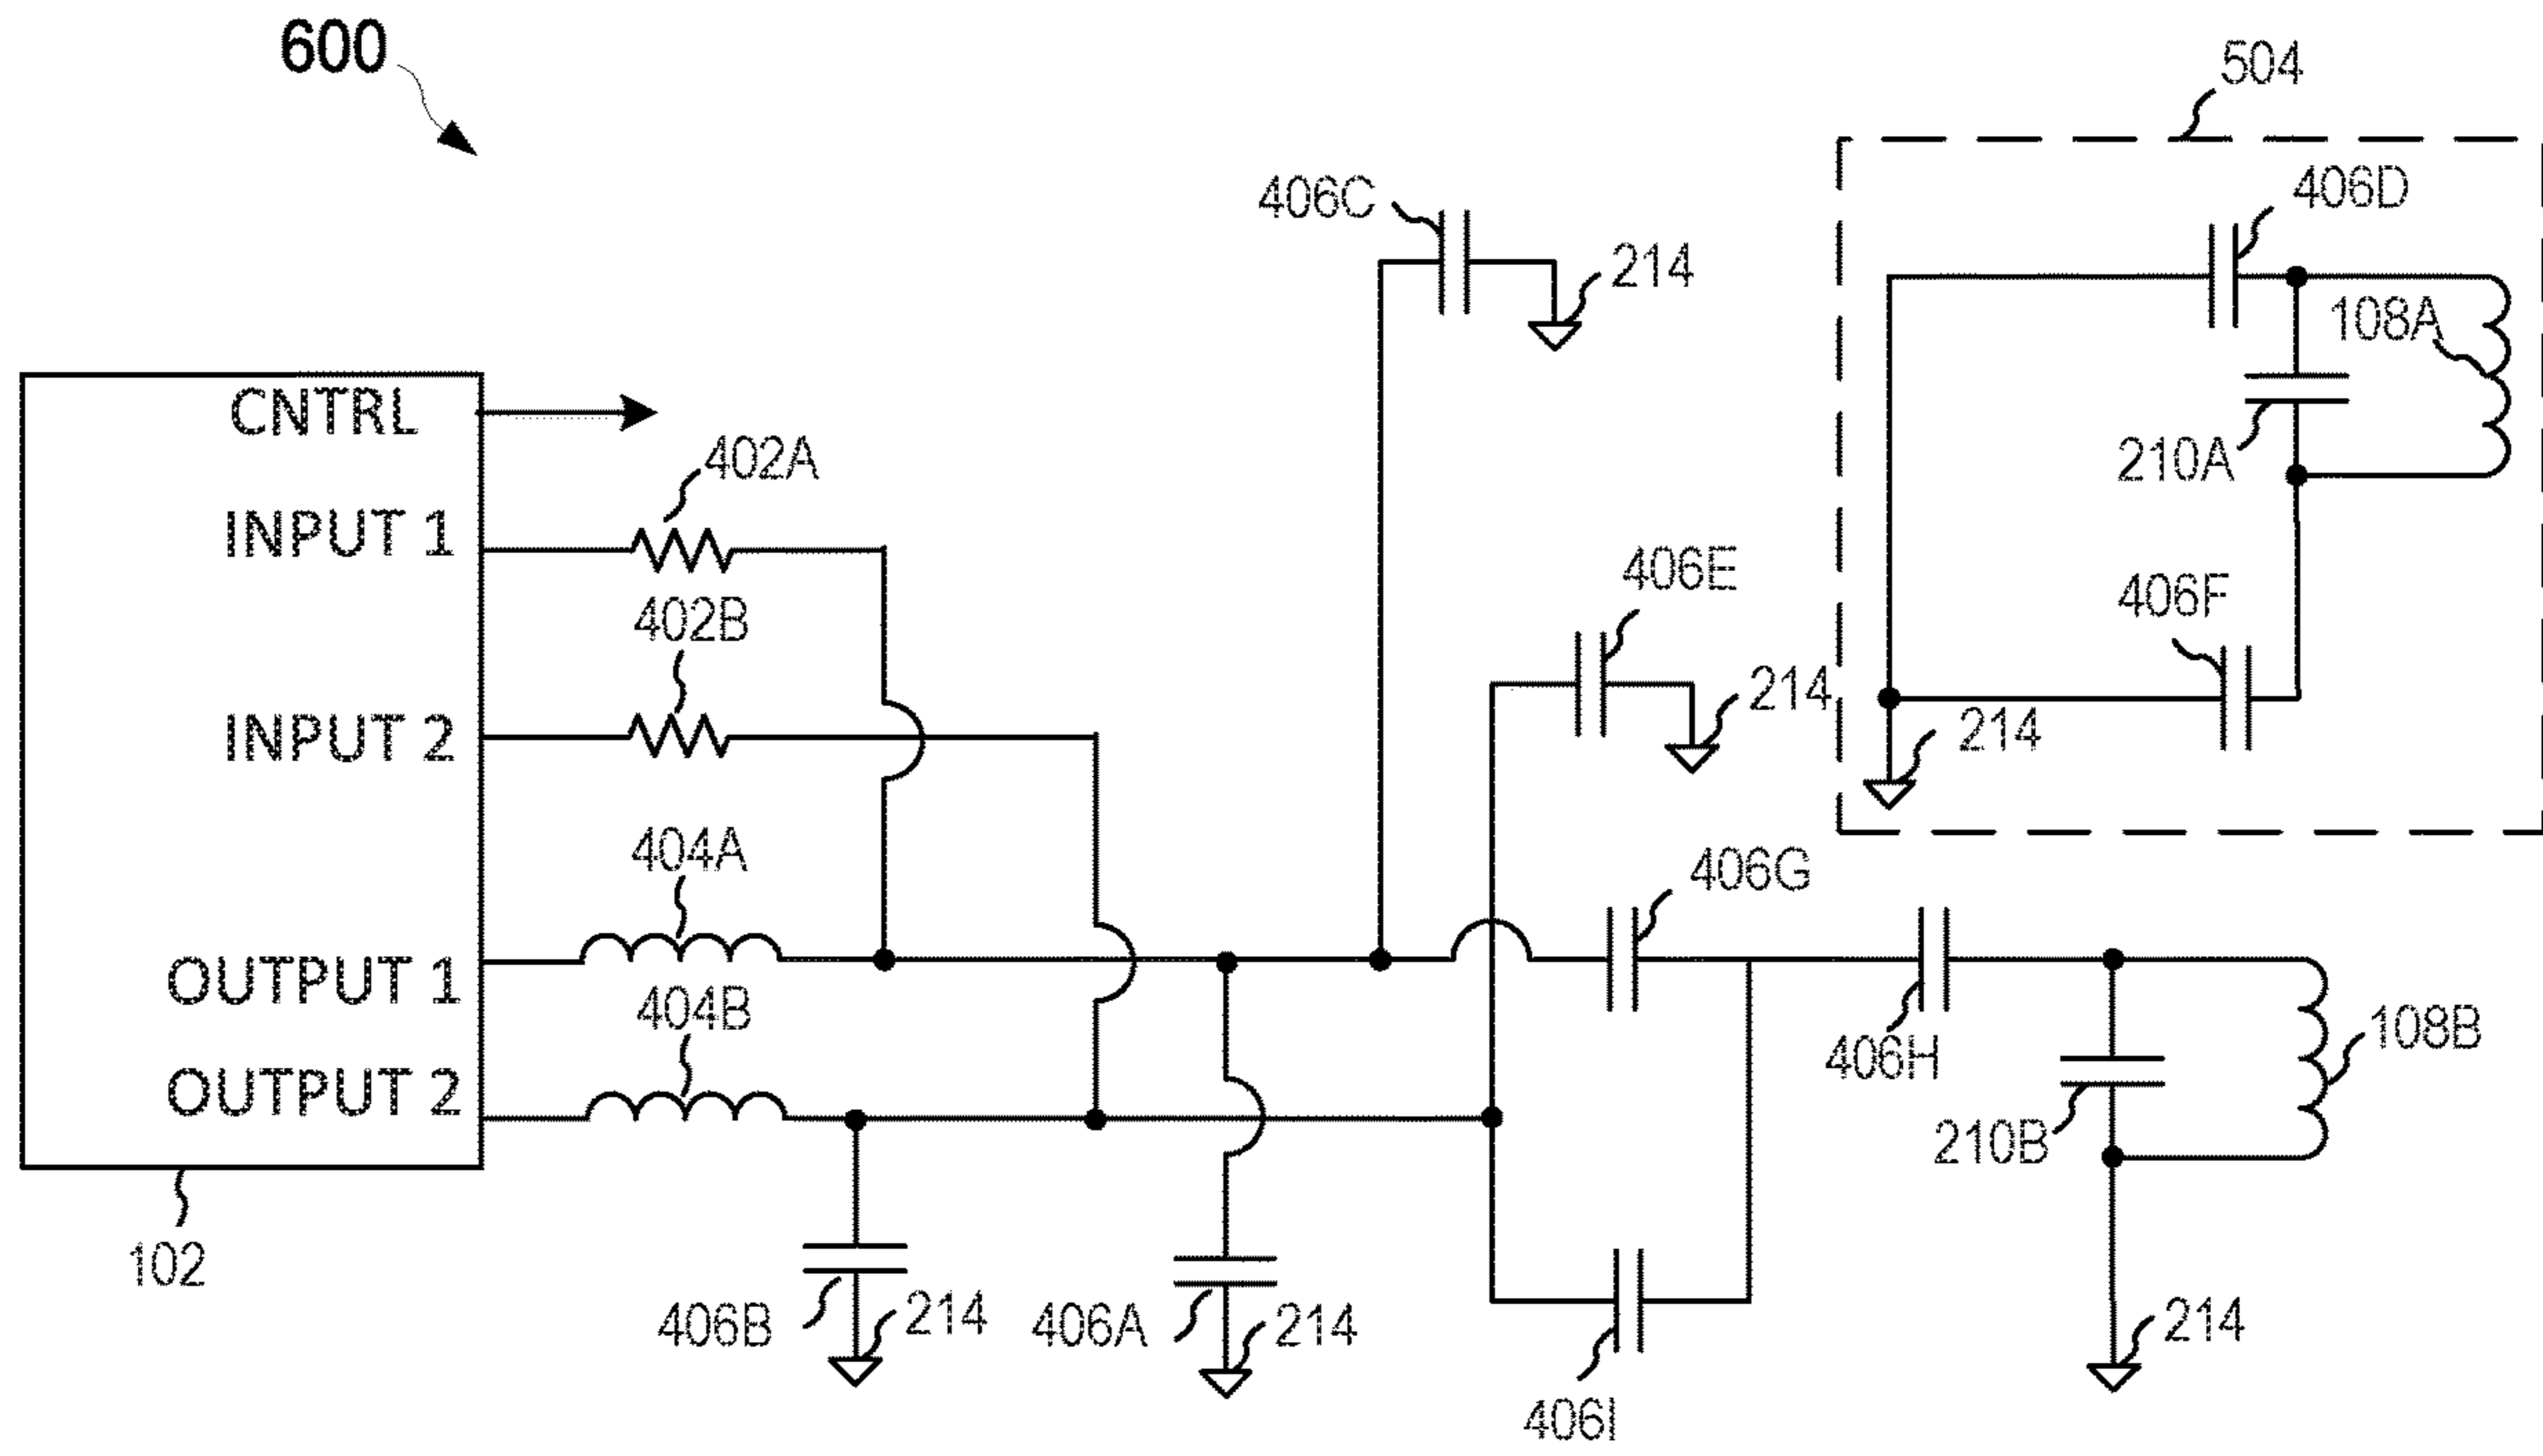 600
504
406D
406C
214
108A
CNTRL
402A
210A
INPUT 1
406E
402B
406F
214
INPUT 2
214
404A
406G
OUTPUT 1
404B
406H
108B
OUTPUT 2
210B
102
406B
214
406A
214
214
406I